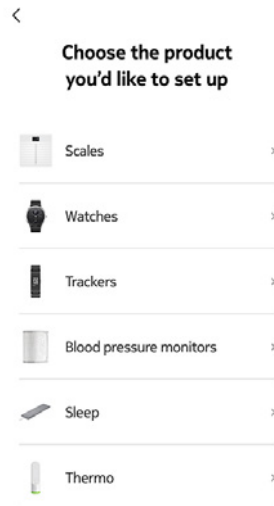 Choose the product
you'd like to set up
Scales
Watches
Trackers
Blood pressure monitors
Sleep
Thermo